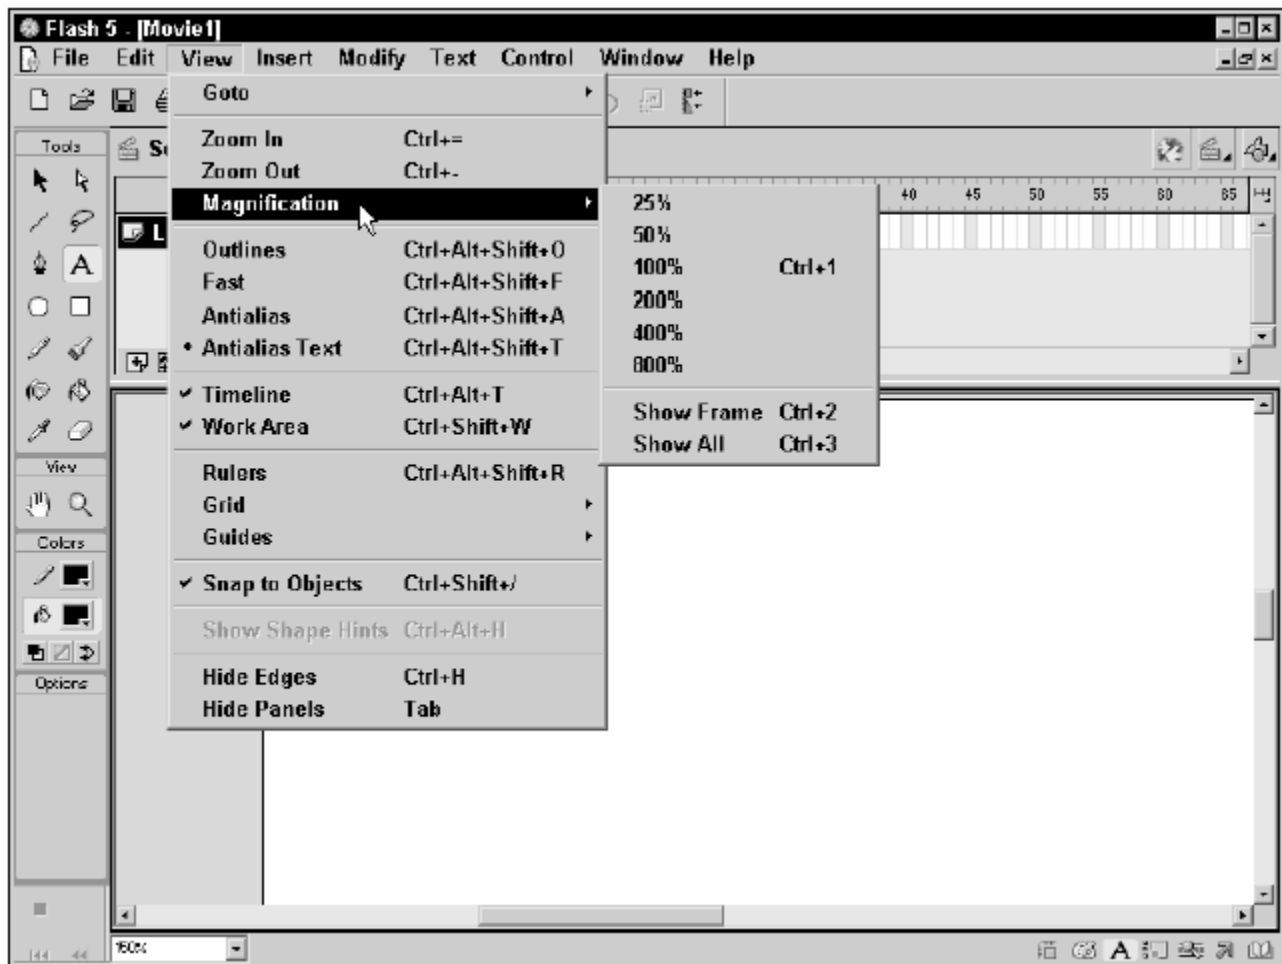 Flash 5 - [Movie1]
File Edit View Insert Modify Text Control Window Help
Tools
Goto
Zoom In Ctrl+=
Zoom Out Ctrl+-
Magnification
Outlines Ctrl+Alt+Shift+O
Fast Ctrl+Alt+Shift+F
Antialias Ctrl+Alt+Shift+A
Antialias Text Ctrl+Alt+Shift+T
Timeline Ctrl+Alt+T
Work Area Ctrl+Shift+W
Rulers Ctrl+Alt+Shift+R
Grid
Guides
Snap to Objects Ctrl+Shift+/
Show Shape Hints Ctrl+Alt+H
Hide Edges Ctrl+H
Hide Panels Tab
25%
50%
100% Ctrl+1
200%
400%
800%
Show Frame Ctrl+2
Show All Ctrl+3
40 45 50 55 60 65
View
Colors
Options